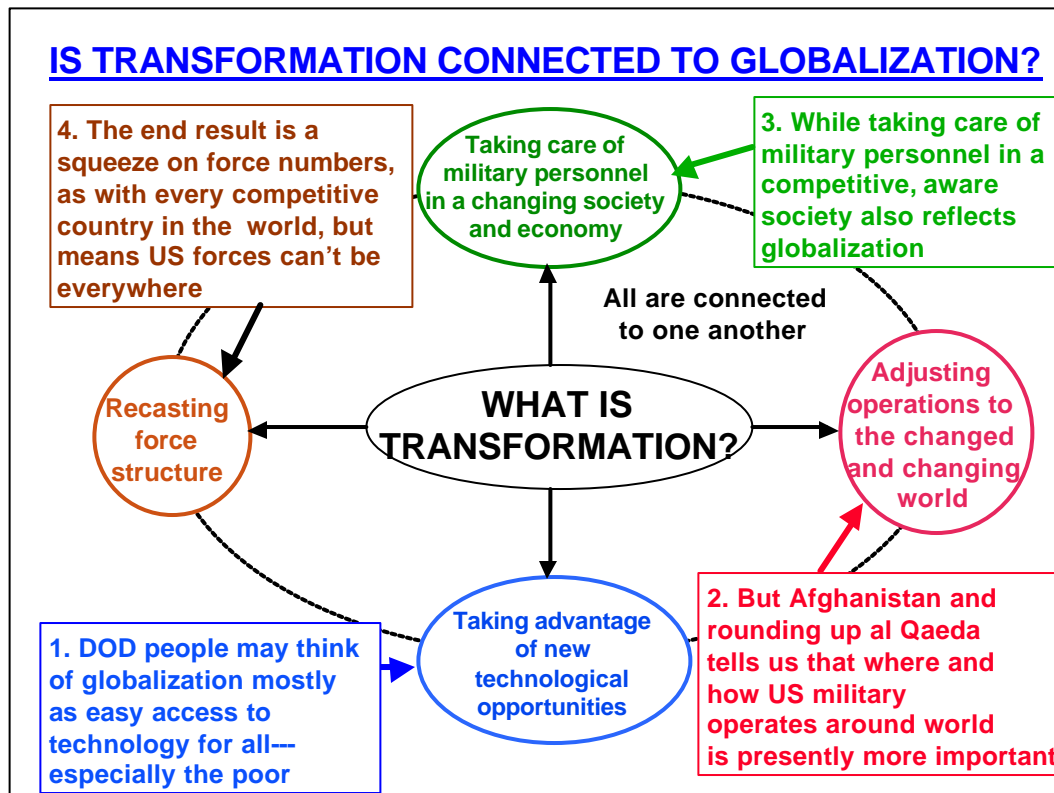 IS TRANSFORMATION CONNECTED TO GLOBALIZATION?
4. The end result is a
squeeze on force numbers,
as with every competitive
country in the world, but
means US forces can't be
everywhere
Taking care of
military personnel
in a changing society
and economy
3. While taking care of
military personnel in a
competitive, aware
society also reflects
globalization
All are connected
to one another
Recasting
force
structure
WHAT IS
TRANSFORMATION?
Adjusting
operations to
the changed
and changing
world
1. DOD people may think
of globalization mostly
as easy access to
technology for all---
especially the poor
Taking advantage
of new
technological
opportunities
2. But Afghanistan and
rounding up al Qaeda
tells us that where and
how US military
operates around world
is presently more important